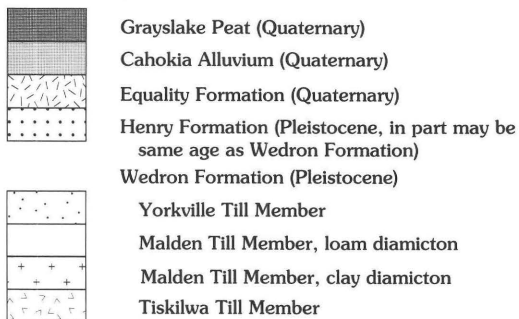 Grayslake Peat (Quaternary)
Cahokia Alluvium (Quaternary)
Equality Formation (Quaternary)
Henry Formation (Pleistocene, in part may be
same age as Wedron Formation)
Wedron Formation (Pleistocene)
Yorkville Till Member
Malden Till Member, loam diamicton
Malden Till Member, clay diamicton
Tiskilwa Till Member